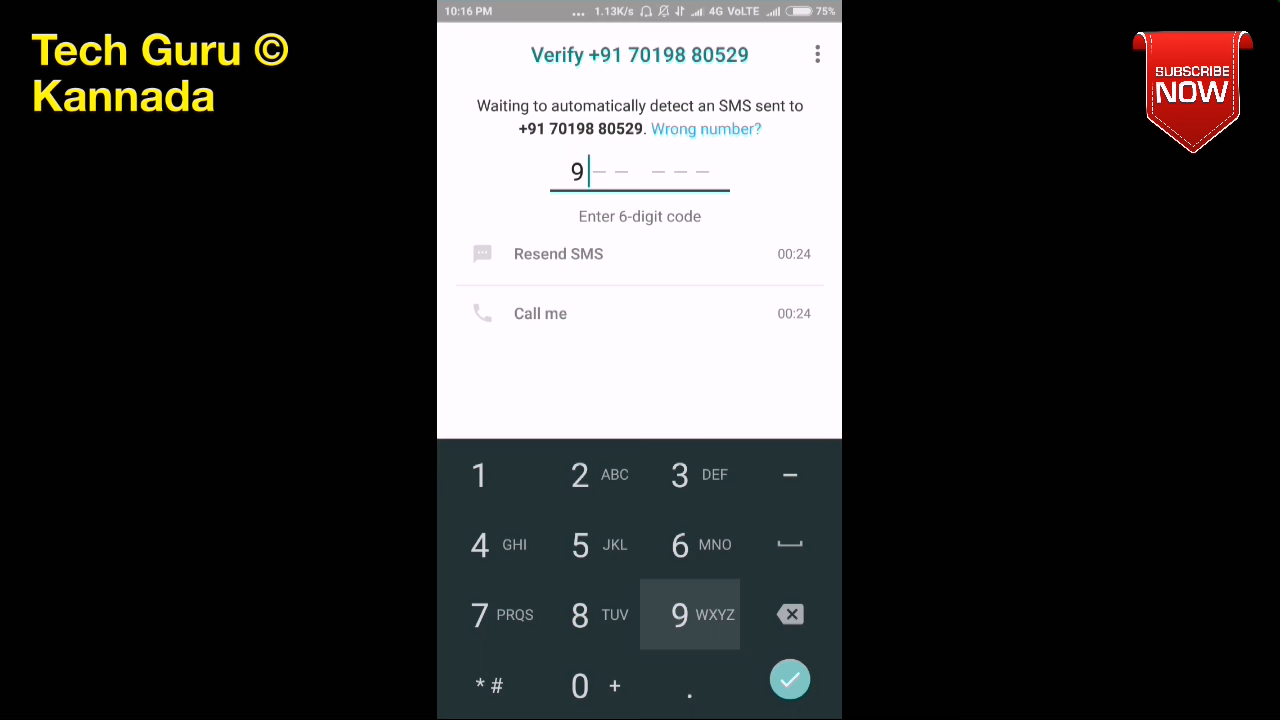 Tech Guru ©
Kannada
SUBSCRIBE
NOW
10:16 PM ... 1.13K/s 4G VoLTE 75%
Verify +91 70198 80529
Waiting to automatically detect an SMS sent to
+91 70198 80529. Wrong number?
9 – – – – –
Enter 6-digit code
Resend SMS 00:24
Call me 00:24
1 2 ABC 3 DEF –
4 GHI 5 JKL 6 MNO
7 PRQS 8 TUV 9 WXYZ
* # 0 + .